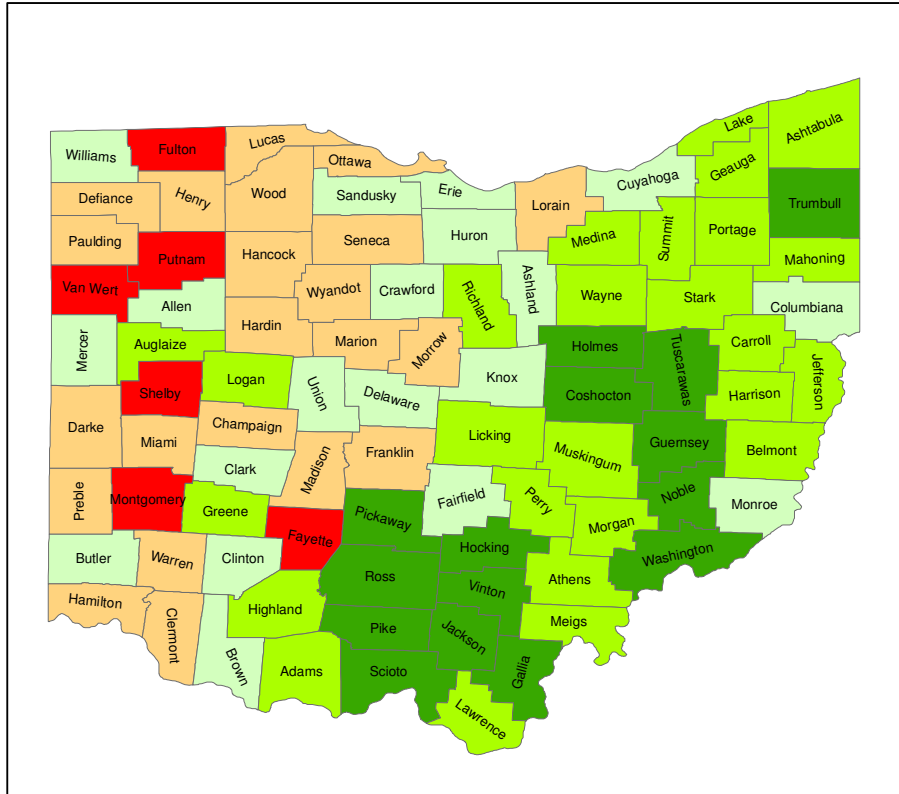 Ashtabula
Lake
Geauga
Lucas
Fulton
Williams
Ottawa
Cuyahoga
Wood
Henry
Defiance
Sandusky
Erie
Trumbull
Lorain
Summit
Portage
Medina
Huron
Seneca
Hancock
Paulding
Putnam
Mahoning
Van Wert
Wyandot
Crawford
Richland
Ashland
Wayne
Stark
Columbiana
Allen
Hardin
Mercer
Auglaize
Marion
Morrow
Holmes
Tuscarawas
Carroll
Jefferson
Logan
Union
Knox
Delaware
Shelby
Coshocton
Harrison
Darke
Miami
Champaign
Licking
Muskingum
Guernsey
Belmont
Clark
Madison
Franklin
Fairfield
Perry
Noble
Monroe
Preble
Montgomery
Greene
Fayette
Pickaway
Morgan
Hocking
Washington
Butler
Warren
Clinton
Ross
Vinton
Athens
Hamilton
Clermont
Highland
Pike
Jackson
Meigs
Brown
Adams
Scioto
Gallia
Lawrence